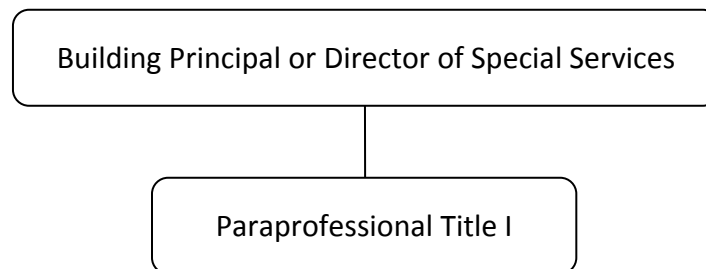 Building Principal or Director of Special Services
Paraprofessional Title I